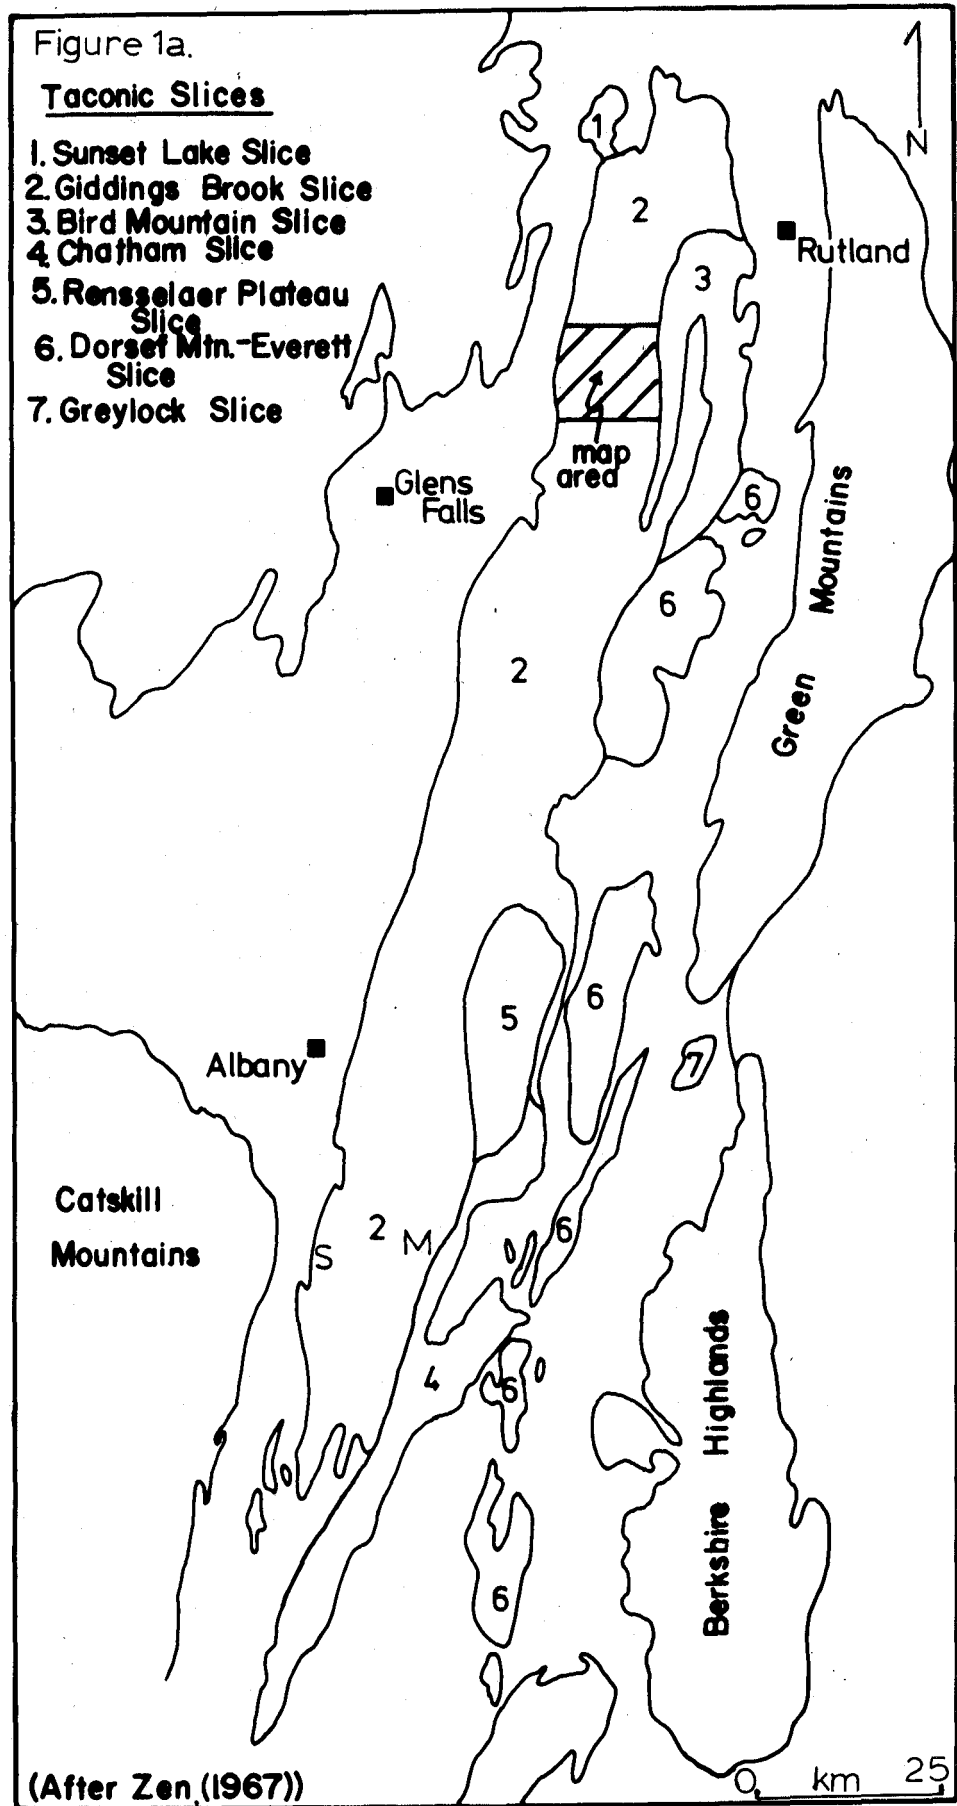 Figure 1a.
Taconic Slices
1. Sunset Lake Slice
2. Giddings Brook Slice
3. Bird Mountain Slice
4. Chatham Slice
5. Rensselaer Plateau
Slice
6. Dorset Mtn.-Everett
Slice
7. Greylock Slice
N
1
2
Rutland
3
map
area
Glens
Falls
6
6
2
Green Mountains
5
6
Albany
7
Catskill
Mountains
2
S
M
6
4
6
Berkshire Highlands
6
(After Zen,(1967))
0 km 25